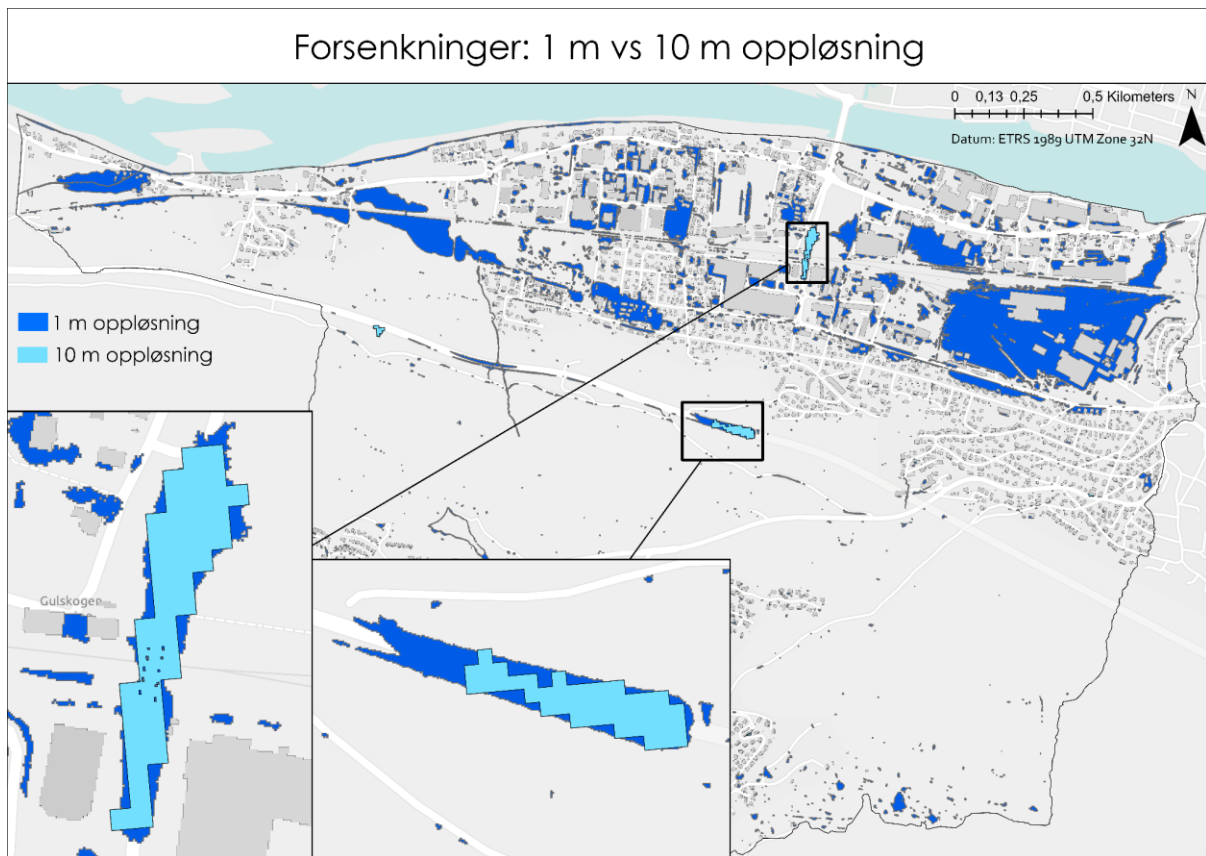 Forsenkninger: 1 m vs 10 m oppløsning
0 0,13 0,25 0,5 Kilometers
N
Datum: ETRS 1989 UTM Zone 32N
1 m oppløsning
10 m oppløsning
Gulskogen